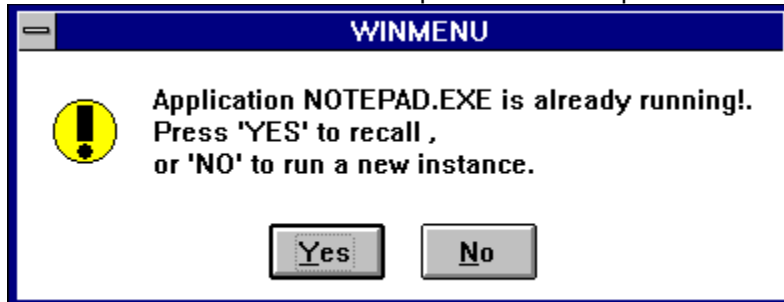 WINMENU
Application NOTEPAD.EXE is already running!.
Press 'YES' to recall ,
or 'NO' to run a new instance.
Yes
No